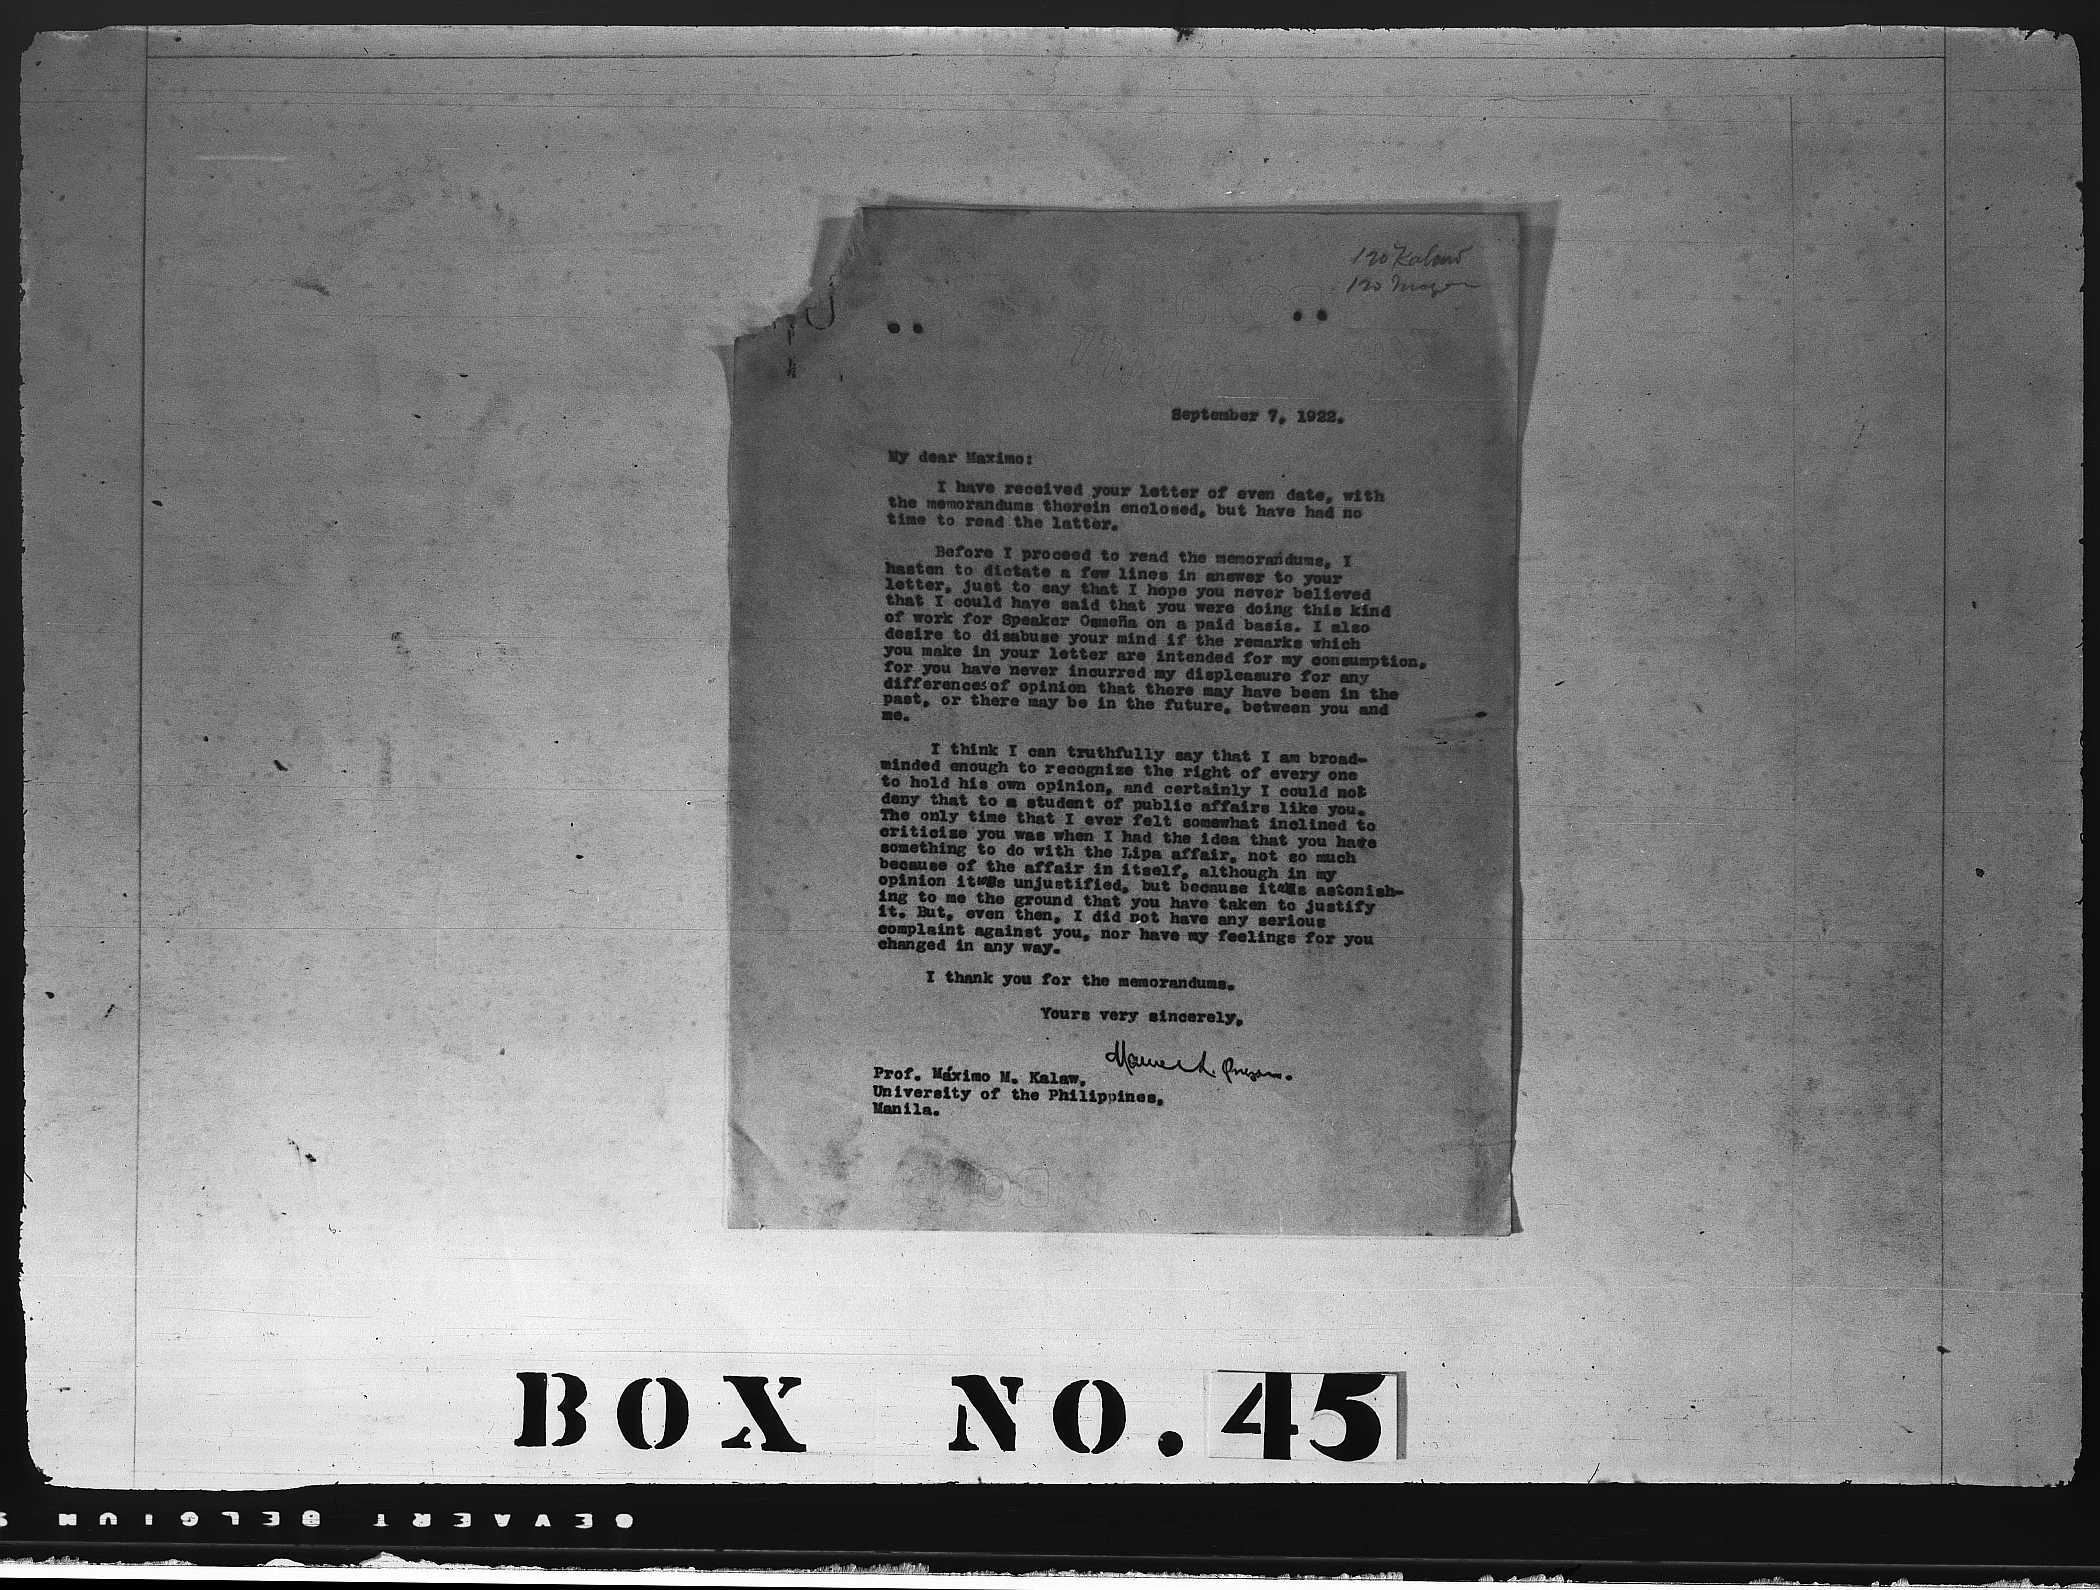 120 Kalaw
120
September 7, 1922.
My dear Maximo:
I have received your letter of even date, with
the memorandums therein enclosed, but have had no
time to read the latter.
Before I proceed to read the memorandums, I
hasten to dictate a few lines in answer to your
letter, just to say that I hope you never believed
that I could have said that you were doing this kind
of work for Speaker Osmeña on a paid basis. I also
desire to disabuse your mind if the remarks which
you make in your letter are intended for my consumption,
for you have never incurred my displeasure for any
differences of opinion that there may have been in the
past, or there may be in the future, between you and
me.
I think I can truthfully say that I am broad-
minded enough to recognize the right of every one
to hold his own opinion, and certainly I could not
deny that to a student of public affairs like you.
The only time that I ever felt somewhat inclined to
criticize you was when I had the idea that you have
something to do with the Lipa affair, not so much
because of the affair in itself, although in my
opinion it was unjustified, but because it was astonish-
ing to me the ground that you have taken to justify
it. But, even then, I did not have any serious
complaint against you, nor have my feelings for you
changed in any way.
I thank you for the memorandums.
Yours very sincerely,
Manuel L. Quezon.
Prof. Máximo M. Kalaw,
University of the Philippines,
Manila.
BOX NO. 45
GEVAERT BELGIUM